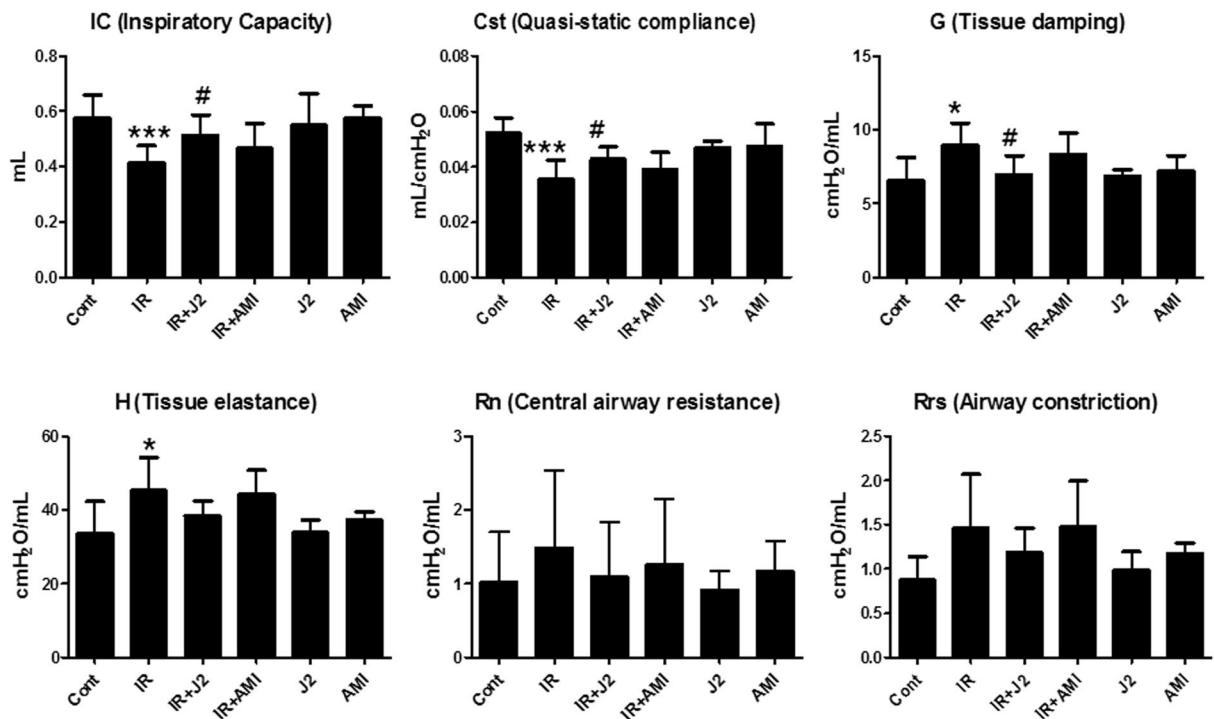 IC (Inspiratory Capacity)
mL
0.8
0.6
0.4
0.2
0.0
***
#
Cont
IR
IR+J2
IR+AMI
J2
AMI
Cst (Quasi-static compliance)
mL/cmH₂O
0.08
0.06
0.04
0.02
0.00
***
#
Cont
IR
IR+J2
IR+AMI
J2
AMI
G (Tissue damping)
cmH₂O/mL
15
10
5
0
*
#
Cont
IR
IR+J2
IR+AMI
J2
AMI
H (Tissue elastance)
cmH₂O/mL
60
40
20
0
*
Cont
IR
IR+J2
IR+AMI
J2
AMI
Rn (Central airway resistance)
cmH₂O/mL
3
2
1
0
Cont
IR
IR+J2
IR+AMI
J2
AMI
Rrs (Airway constriction)
cmH₂O/mL
2.5
2.0
1.5
1.0
0.5
0.0
Cont
IR
IR+J2
IR+AMI
J2
AMI